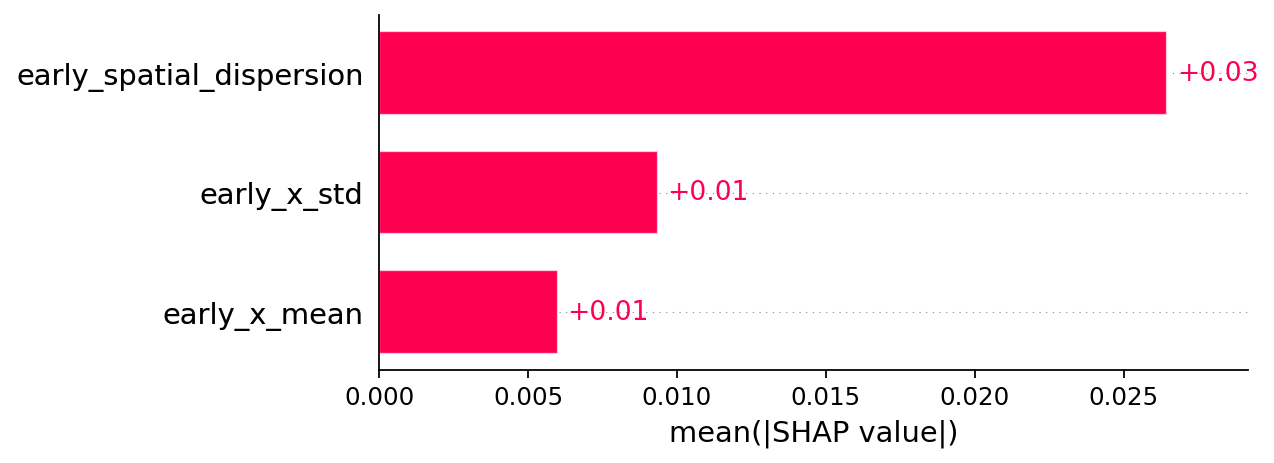 early_spatial_dispersion
+0.03
early_x_std
+0.01
early_x_mean
+0.01
0.000 0.005 0.010 0.015 0.020 0.025
mean(|SHAP value|)